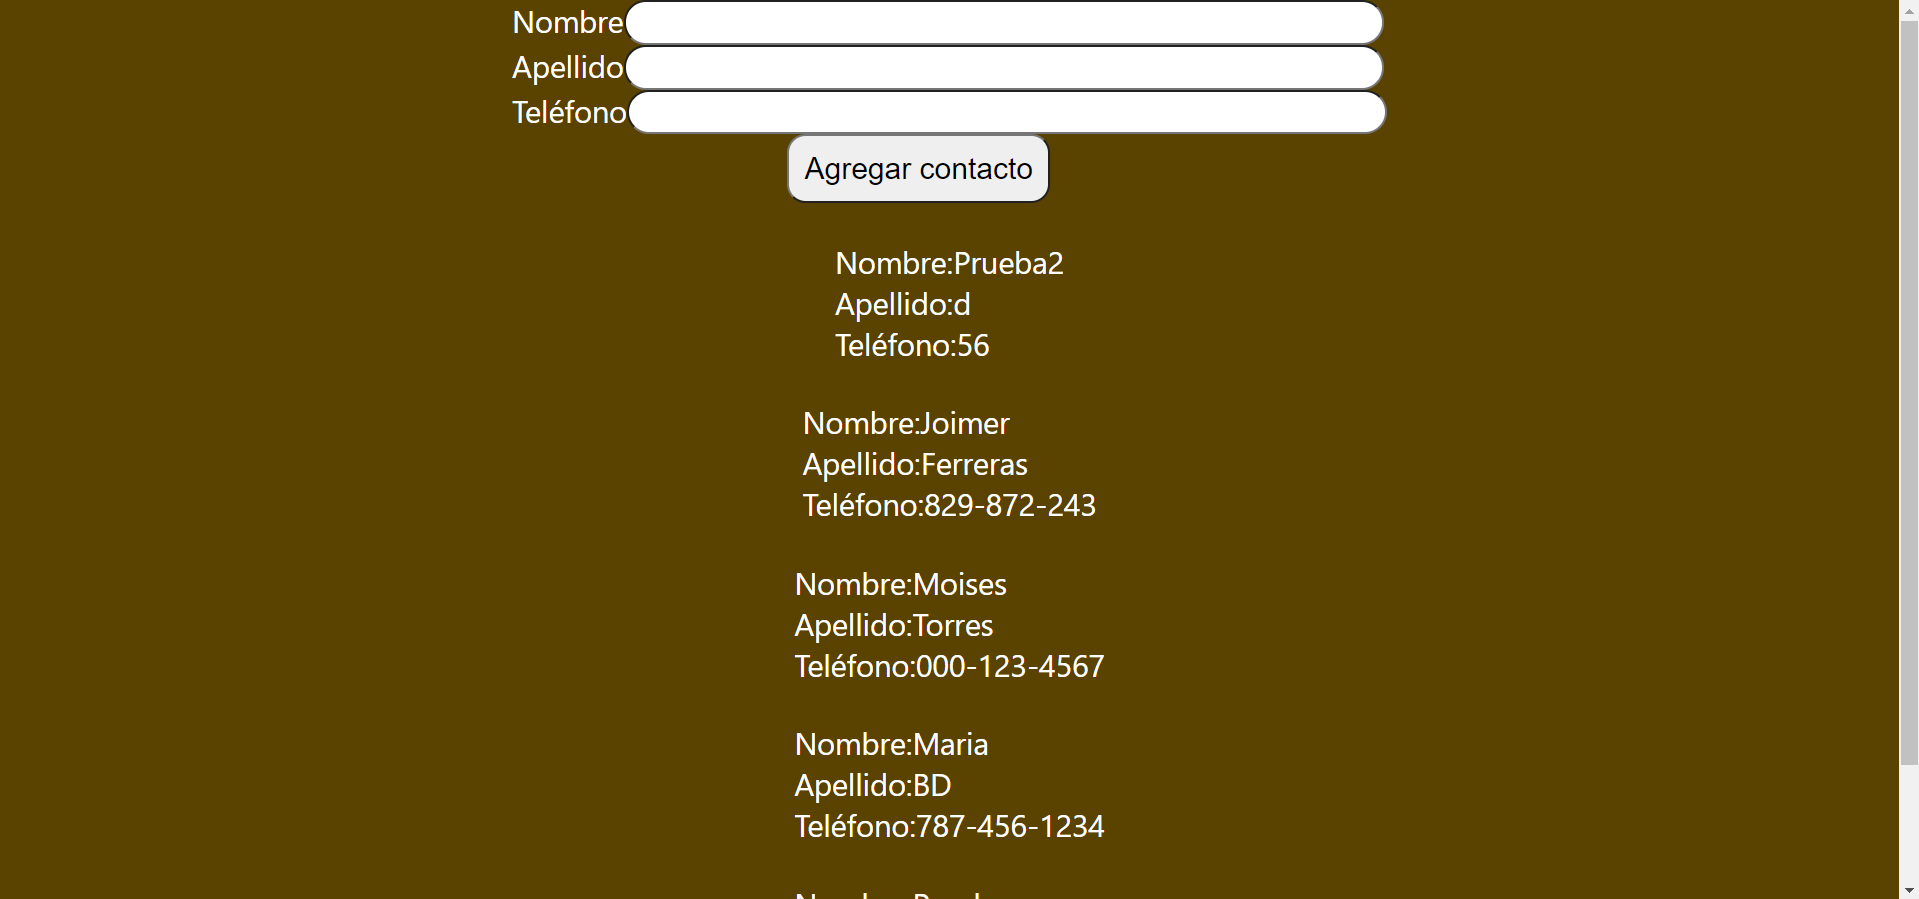 Nombre
Apellido
Teléfono
Agregar contacto
Nombre:Prueba2
Apellido:d
Teléfono:56
Nombre:Joimer
Apellido:Ferreras
Teléfono:829-872-243
Nombre:Moises
Apellido:Torres
Teléfono:000-123-4567
Nombre:Maria
Apellido:BD
Teléfono:787-456-1234